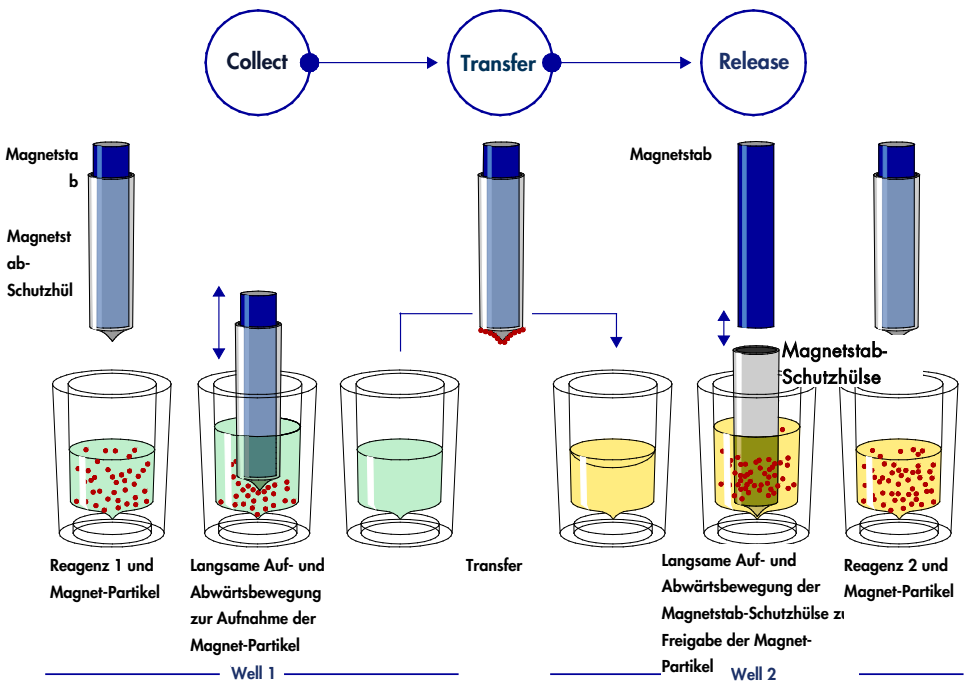 Collect
Transfer
Release
Magnetsta
b
Magnetst
ab-
Schutzhül
Magnetstab
Magnetstab-
Schutzhülse
Reagenz 1 und
Magnet-Partikel
Langsame Auf- und
Abwärtsbewegung
zur Aufnahme der
Magnet-Partikel
Transfer
Langsame Auf- und
Abwärtsbewegung der
Magnetstab-Schutzhülse zu
Freigabe der Magnet-
Partikel
Reagenz 2 und
Magnet-Partikel
Well 1
Well 2